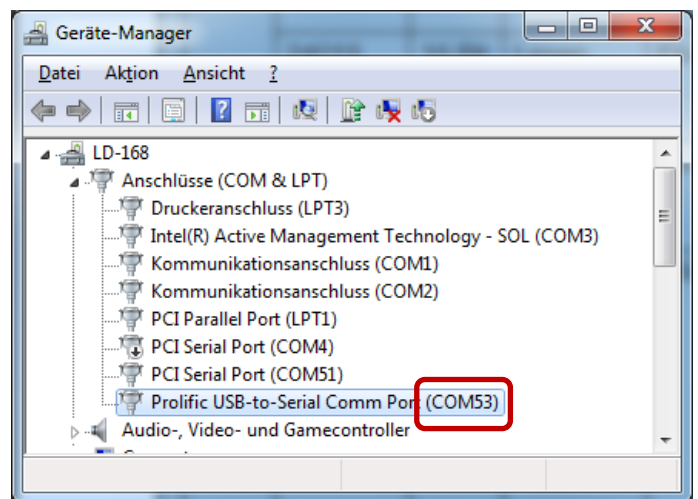 Geräte-Manager
Datei Aktion Ansicht ?
LD-168
Anschlüsse (COM & LPT)
Druckeranschluss (LPT3)
Intel(R) Active Management Technology - SOL (COM3)
Kommunikationsanschluss (COM1)
Kommunikationsanschluss (COM2)
PCI Parallel Port (LPT1)
PCI Serial Port (COM4)
PCI Serial Port (COM51)
Prolific USB-to-Serial Comm Port (COM53)
Audio-, Video- und Gamecontroller